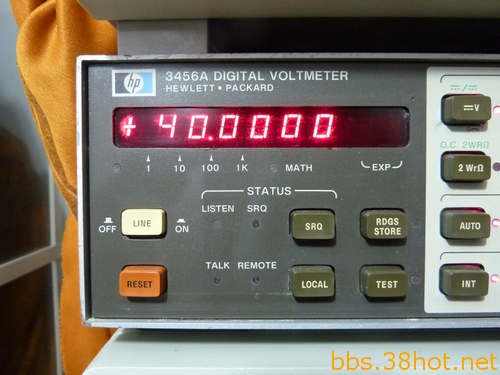 hp 3456A DIGITAL VOLTMETER
HEWLETT • PACKARD
+ 40.0000
1 10 100 1K MATH EXP
STATUS
LISTEN SRQ
OFF LINE ON SRQ RDGS STORE
TALK REMOTE
RESET LOCAL TEST
V
O.C. 2WRΩ
2 WrΩ
AUTO
INT
bbs.38hot.net